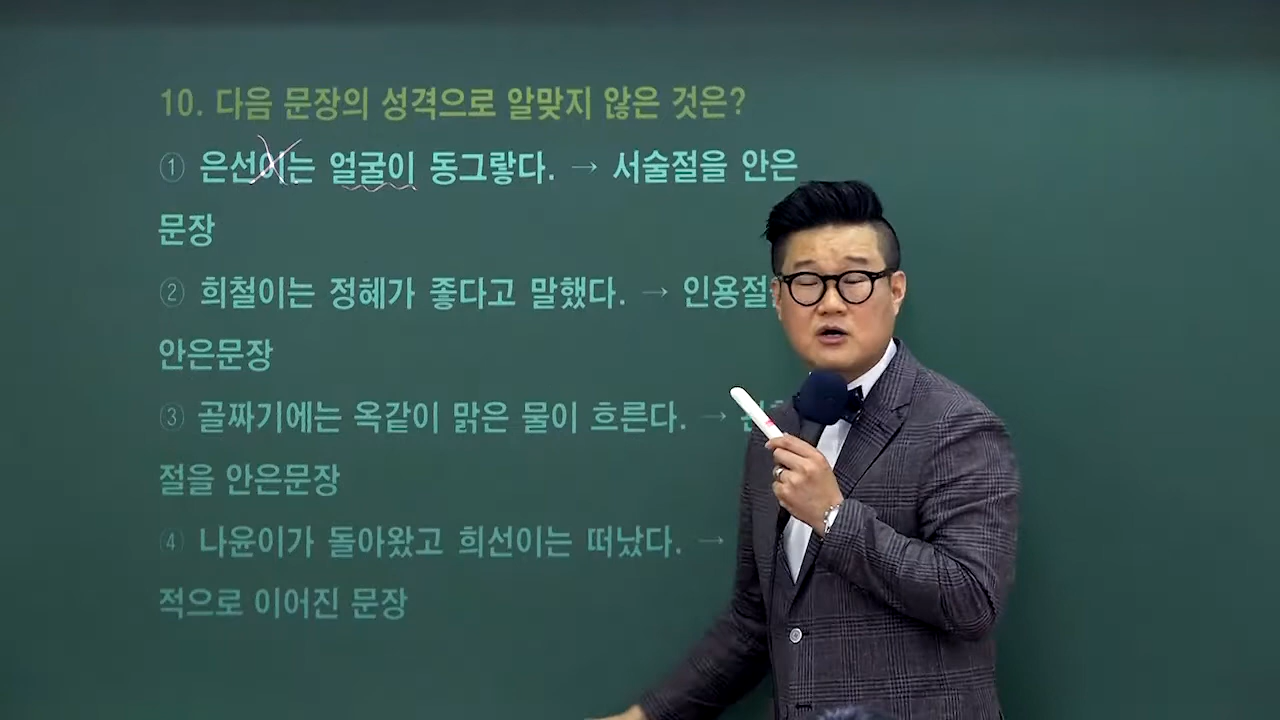 10. 다음 문장의 성격으로 알맞지 않은 것은?
① 은선이는 얼굴이 동그랗다. → 서술절을 안은
문장
② 희철이는 정혜가 좋다고 말했다. → 인용절
안은문장
③ 골짜기에는 옥같이 맑은 물이 흐른다. →
절을 안은문장
④ 나윤이가 돌아왔고 희선이는 떠났다. →
적으로 이어진 문장